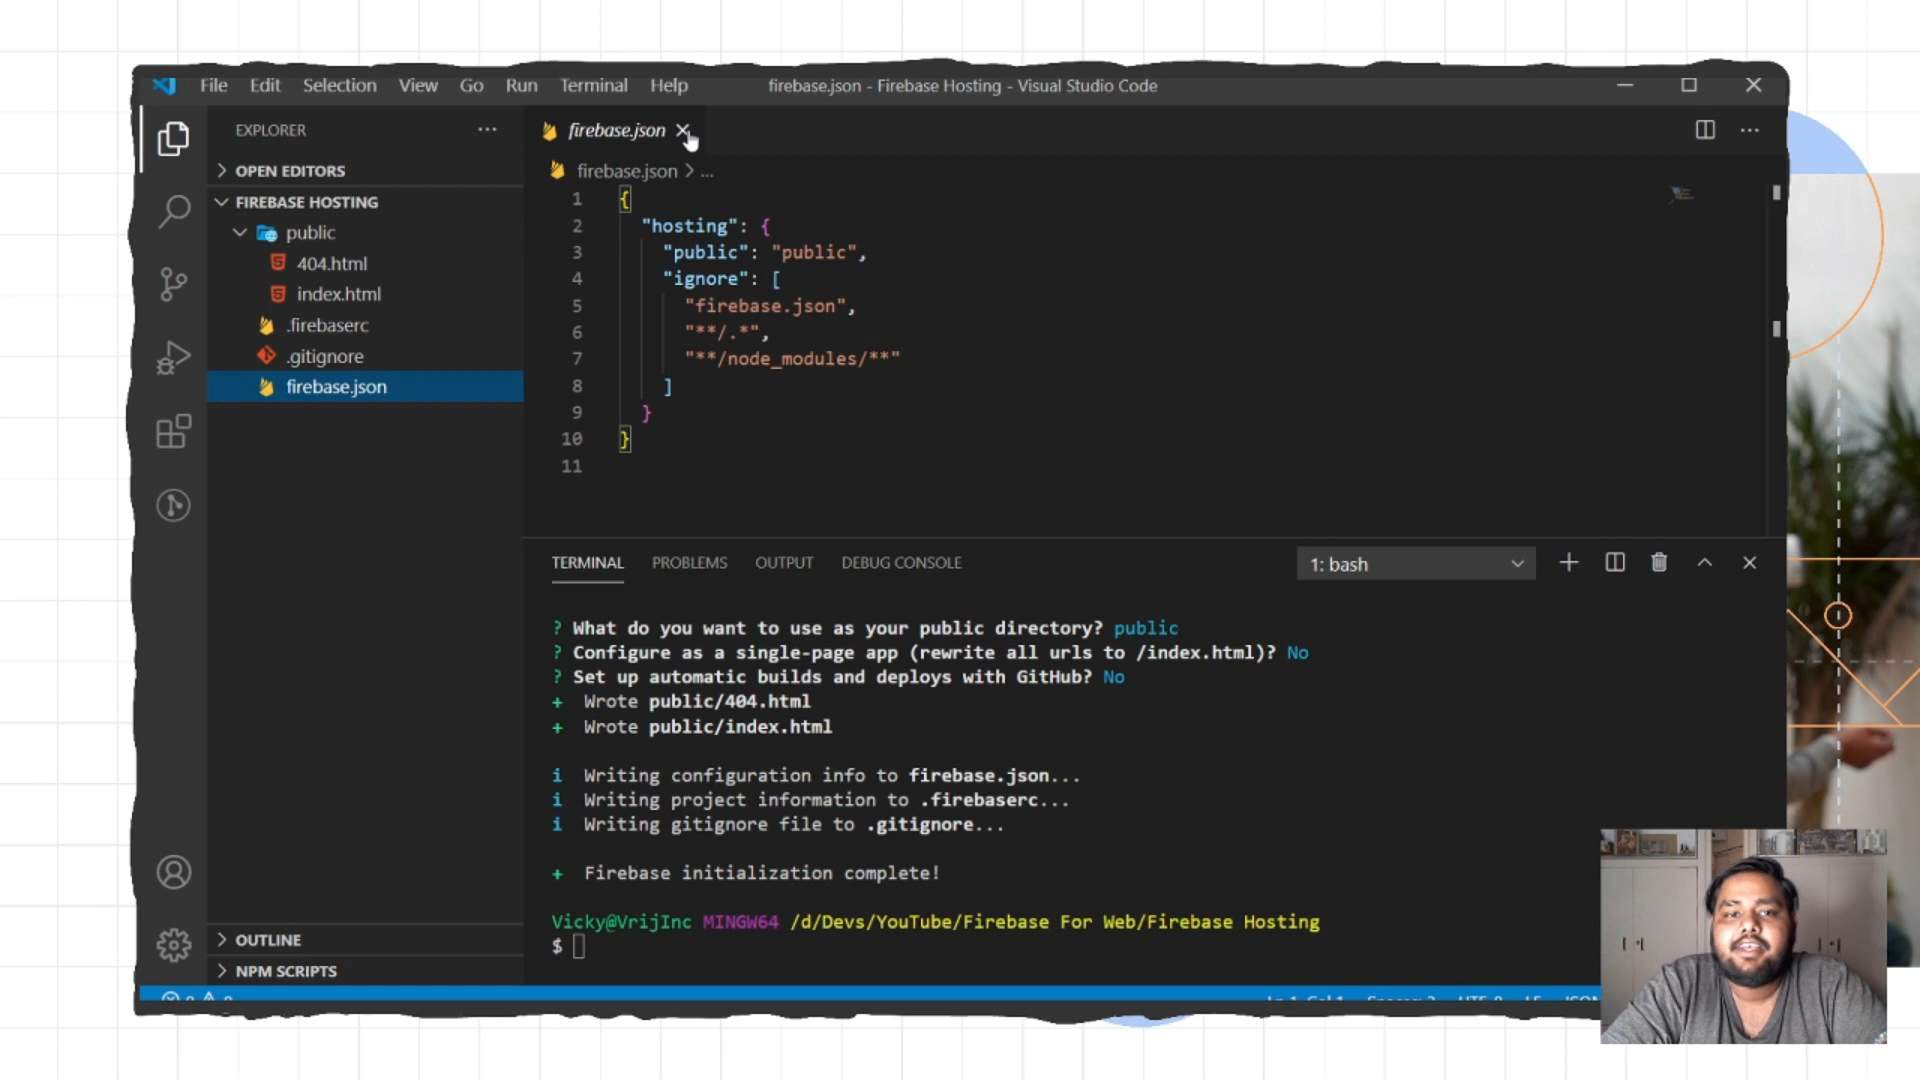 File Edit Selection View Go Run Terminal Help firebase.json - Firebase Hosting - Visual Studio Code
EXPLORER
OPEN EDITORS
FIREBASE HOSTING
public
404.html
index.html
.firebaserc
.gitignore
firebase.json
OUTLINE
NPM SCRIPTS
firebase.json
firebase.json > ...
1 {
2 "hosting": {
3 "public": "public",
4 "ignore": [
5 "firebase.json",
6 "**/.*",
7 "**/node_modules/**"
8 ]
9 }
10 }
11
TERMINAL PROBLEMS OUTPUT DEBUG CONSOLE 1: bash
? What do you want to use as your public directory? public
? Configure as a single-page app (rewrite all urls to /index.html)? No
? Set up automatic builds and deploys with GitHub? No
+ Wrote public/404.html
+ Wrote public/index.html
i Writing configuration info to firebase.json...
i Writing project information to .firebaserc...
i Writing gitignore file to .gitignore...
+ Firebase initialization complete!
Vicky@VrijInc MINGW64 /d/Devs/YouTube/Firebase For Web/Firebase Hosting
$